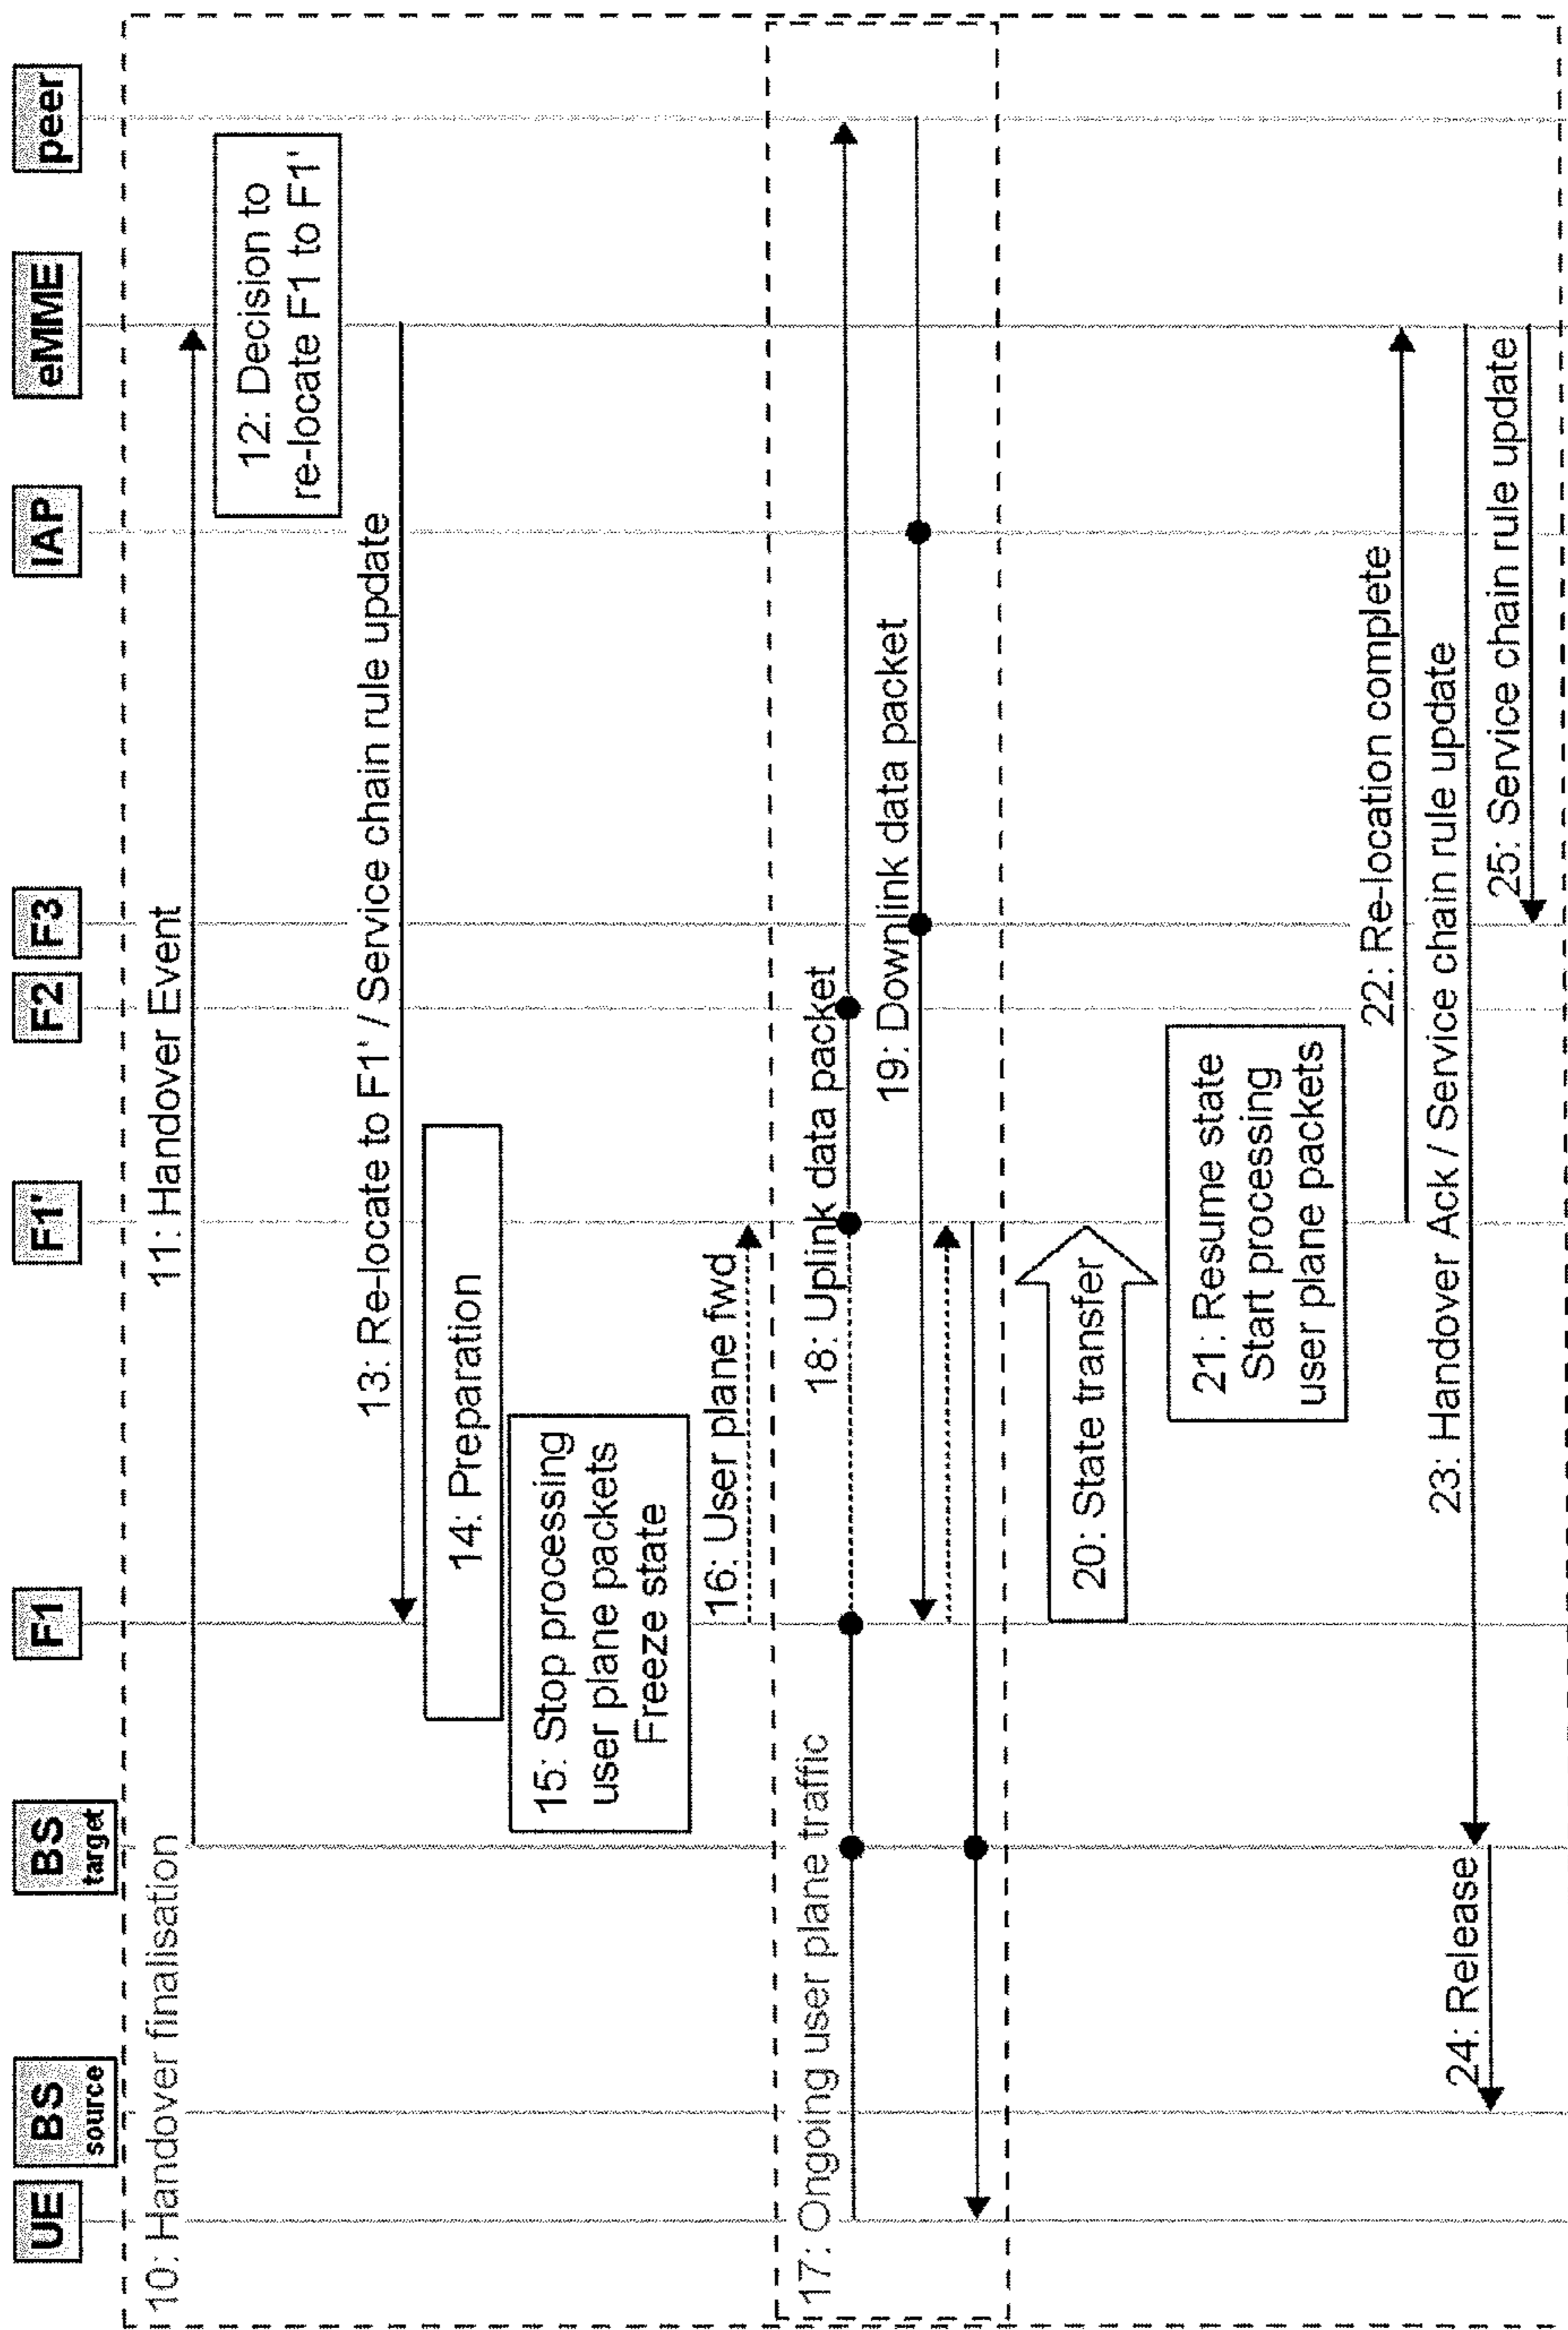 UE
BS
source
BS
target
F1
F1'
F2
F3
IAP
eMME
peer
10: Handover finalisation
11: Handover Event
12: Decision to
re-locate F1 to F1'
13: Re-locate to F1' / Service chain rule update
14: Preparation
15: Stop processing
user plane packets
Freeze state
16: User plane fwd
17: Ongoing user plane traffic
18: Uplink data packet
19: Downlink data packet
20: State transfer
21: Resume state
Start processing
user plane packets
22: Re-location complete
23: Handover Ack / Service chain rule update
24: Release
25: Service chain rule update